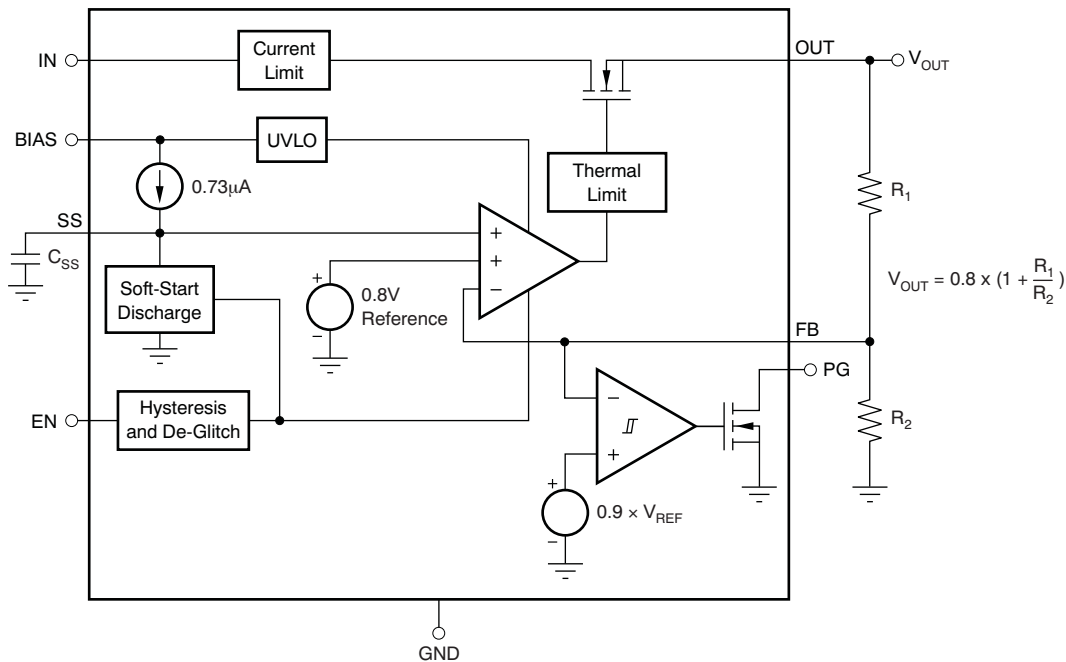 IN
Current
Limit
OUT
V_OUT
BIAS
UVLO
0.73μA
Thermal
Limit
R_1
SS
C_SS
+
+
−
Soft-Start
Discharge
+
0.8V
Reference
−
V_OUT = 0.8 x (1 + R_1/R_2)
FB
PG
EN
Hysteresis
and De-Glitch
−
+
R_2
+
0.9 × V_REF
−
GND